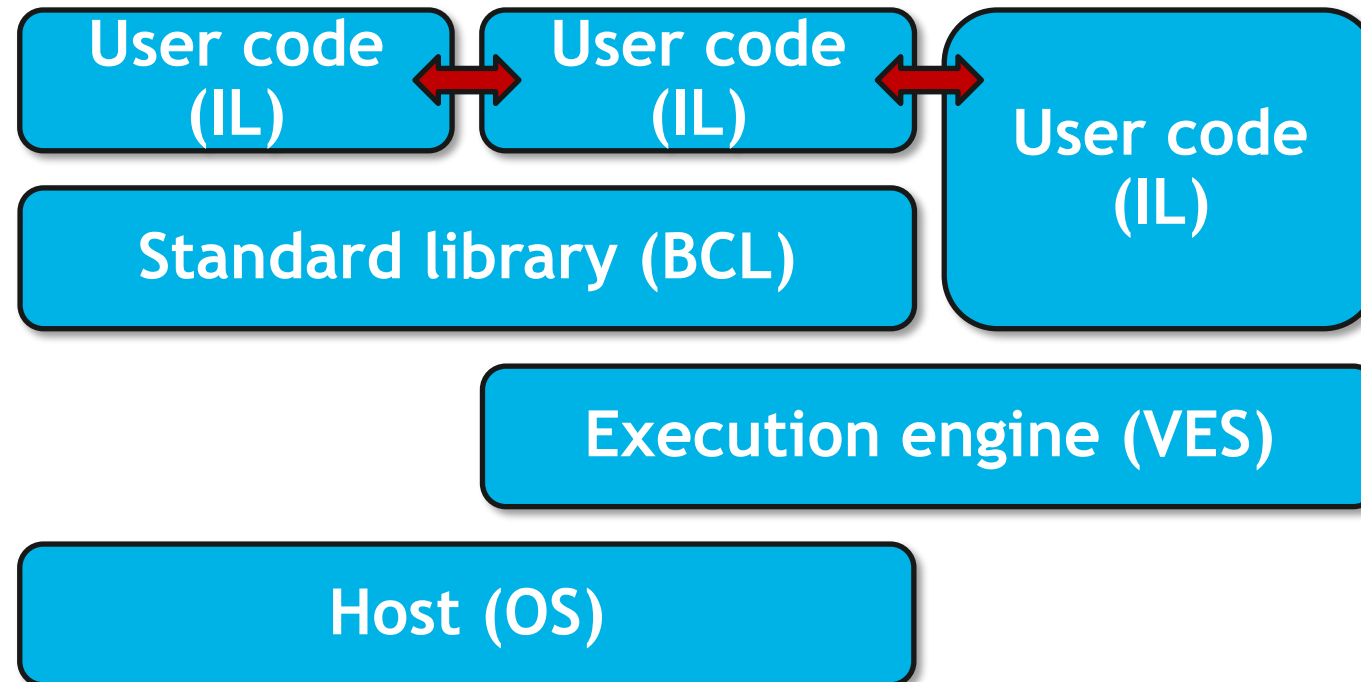 User code
(IL)
User code
(IL)
User code
(IL)
Standard library (BCL)
Execution engine (VES)
Host (OS)